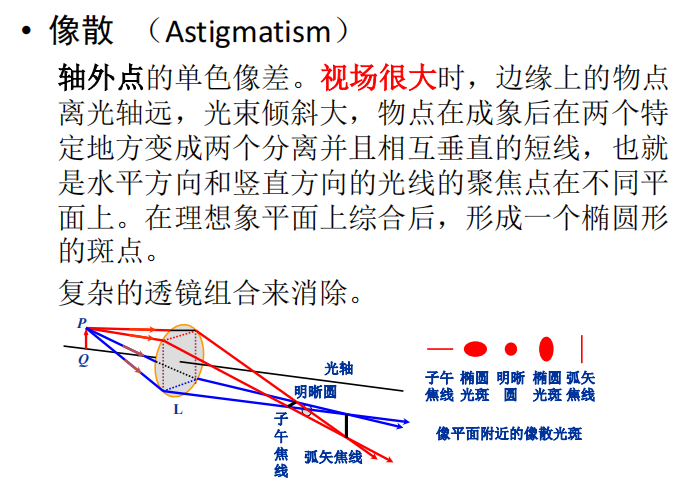 • 像散 （Astigmatism）
轴外点的单色像差。视场很大时，边缘上的物点
离光轴远，光束倾斜大，物点在成象后在两个特
定地方变成两个分离并且相互垂直的短线，也就
是水平方向和竖直方向的光线的聚焦点在不同平
面上。在理想象平面上综合后，形成一个椭圆形
的斑点。
复杂的透镜组合来消除。
P
Q
L
光轴
明晰圆
子午焦线
弧矢焦线
子午焦线
椭圆光斑
明晰圆
椭圆光斑
弧矢焦线
像平面附近的像散光斑